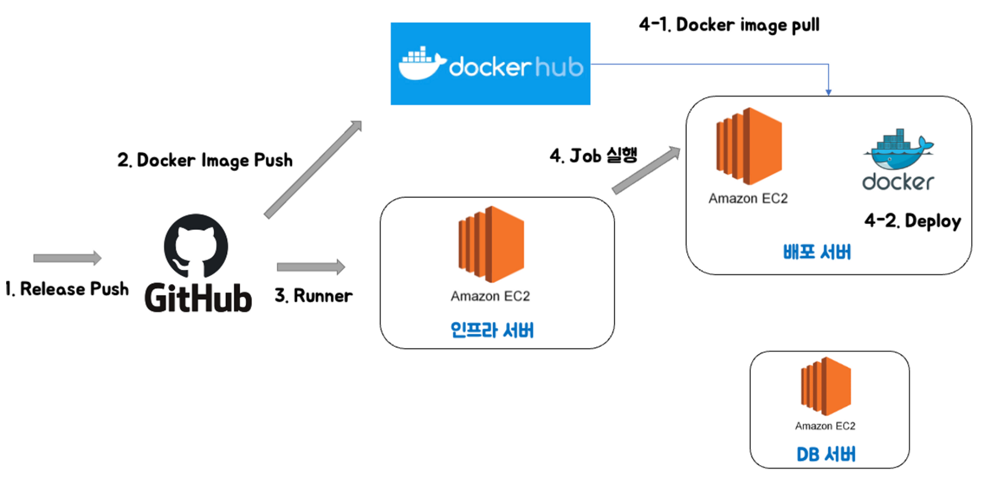 4-1. Docker image pull
dockerhub
2. Docker Image Push
4. Job 실행
Amazon EC2
docker
4-2. Deploy
배포 서버
1. Release Push
GitHub
3. Runner
Amazon EC2
인프라 서버
Amazon EC2
DB 서버